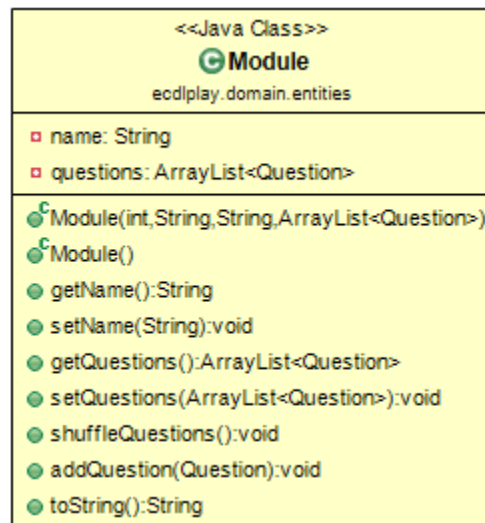 <<Java Class>>
Module
ecdlplay.domain.entities
name: String
questions: ArrayList<Question>
Module(int,String,String,ArrayList<Question>)
Module()
getName():String
setName(String):void
getQuestions():ArrayList<Question>
setQuestions(ArrayList<Question>):void
shuffleQuestions():void
addQuestion(Question):void
toString():String